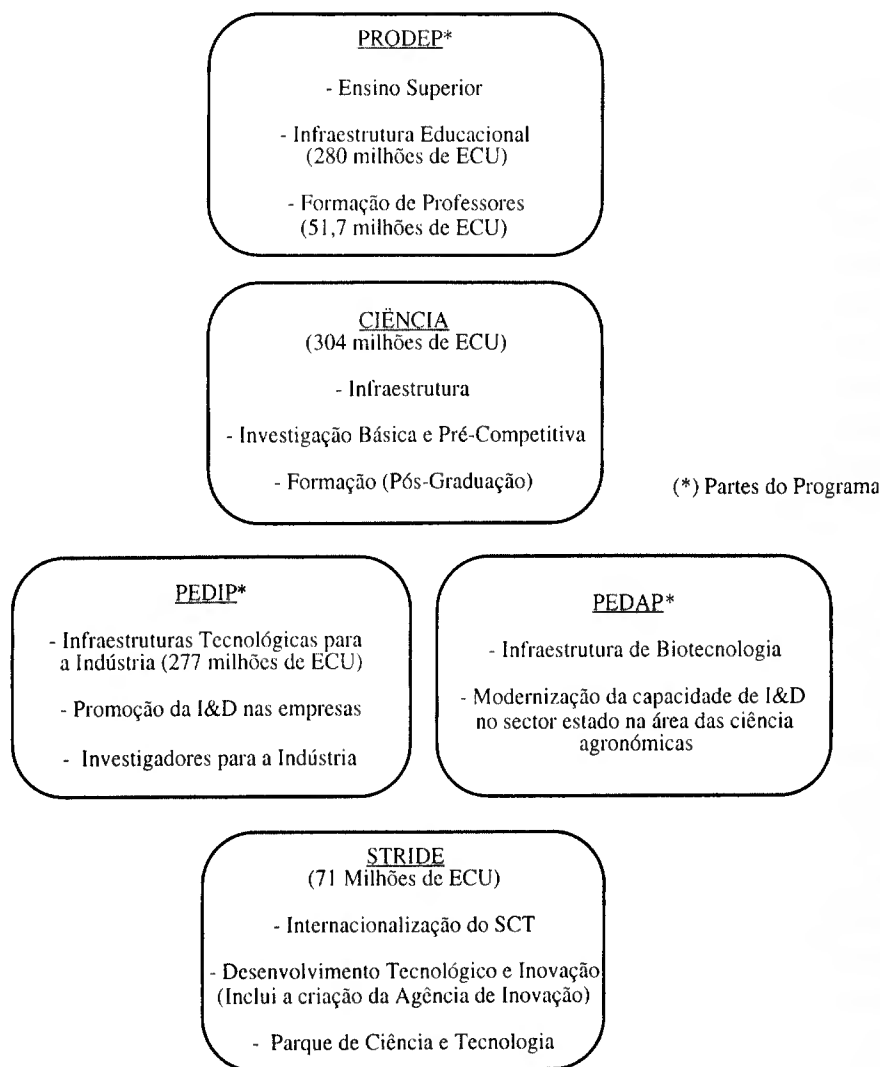 PRODEP*
- Ensino Superior
- Infraestrutura Educacional
(280 milhões de ECU)
- Formação de Professores
(51,7 milhões de ECU)
CIÊNCIA
(304 milhões de ECU)
- Infraestrutura
- Investigação Básica e Pré-Competitiva
- Formação (Pós-Graduação)
(*) Partes do Programa
PEDIP*
- Infraestruturas Tecnológicas para
a Indústria (277 milhões de ECU)
- Promoção da I&D nas empresas
- Investigadores para a Indústria
PEDAP*
- Infraestrutura de Biotecnologia
- Modernização da capacidade de I&D
no sector estado na área das ciência
agronómicas
STRIDE
(71 Milhões de ECU)
- Internacionalização do SCT
- Desenvolvimento Tecnológico e Inovação
(Inclui a criação da Agência de Inovação)
- Parque de Ciência e Tecnologia